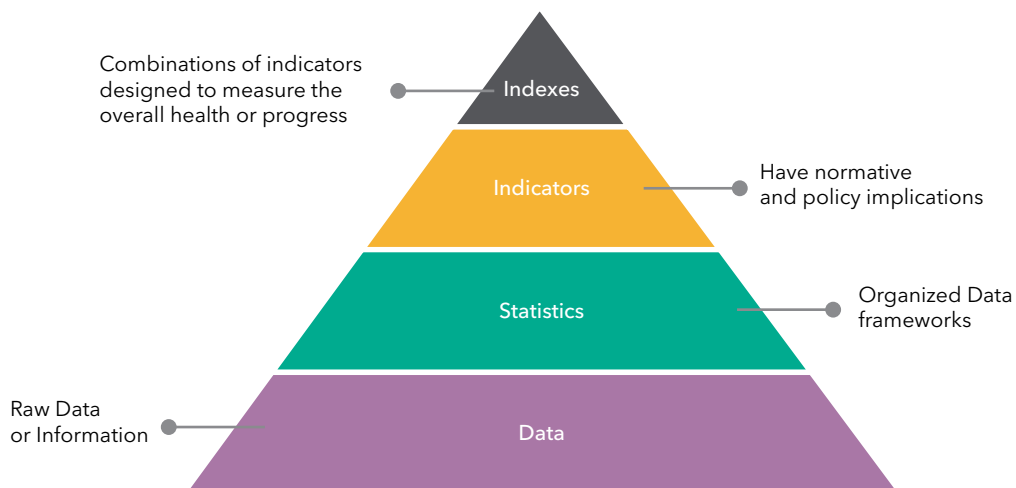 Combinations of indicators
designed to measure the
overall health or progress
Indexes
Indicators
Have normative
and policy implications
Statistics
Organized Data
frameworks
Raw Data
or Information
Data